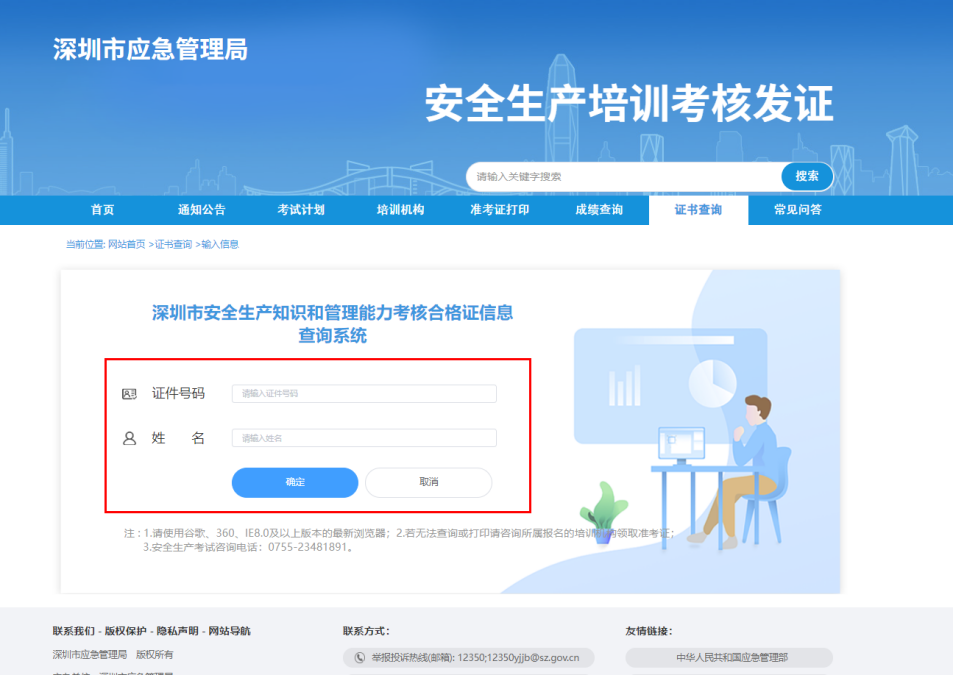 深圳市应急管理局
安全生产培训考核发证
请输入关键字搜索 搜索
首页 通知公告 考试计划 培训机构 准考证打印 成绩查询 证书查询 常见问答
当前位置: 网站首页 >证书查询 >输入信息
深圳市安全生产知识和管理能力考核合格证信息
查询系统
证件号码 请输入证件号码
姓 名 请输入姓名
确定 取消
注：1.请使用谷歌、360、IE8.0及以上版本的最新浏览器；2.若无法查询或打印请咨询所属报名的培训机构领取准考证；
3.安全生产考试咨询电话：0755-23481891。
联系我们 - 版权保护 - 隐私声明 - 网站导航
深圳市应急管理局 版权所有
联系方式：
举报投诉热线(邮箱): 12350;12350yjjb@sz.gov.cn
友情链接：
中华人民共和国应急管理部